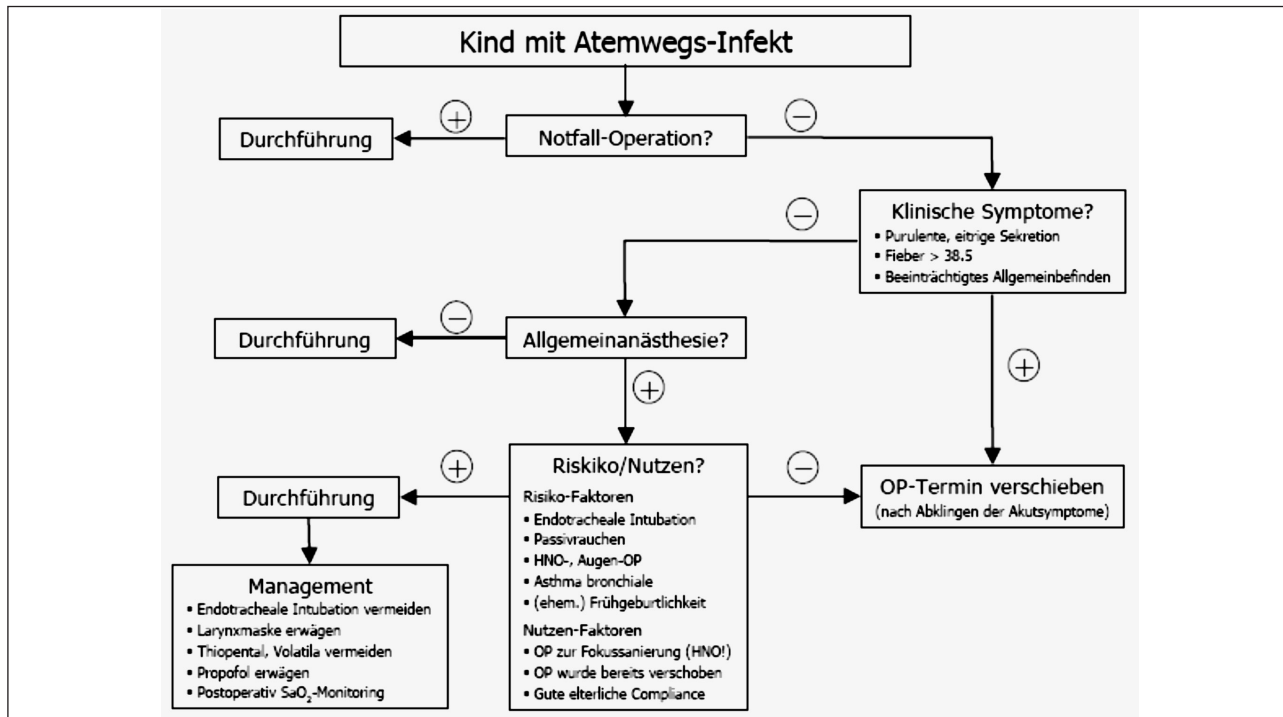 Kind mit Atemwegs-Infekt
+
−
Durchführung
Notfall-Operation?
−
Klinische Symptome?
▪ Purulente, eitrige Sekretion
▪ Fieber > 38.5
▪ Beeinträchtigtes Allgemeinbefinden
−
Durchführung
Allgemeinanästhesie?
+
+
+
Riskiko/Nutzen?
−
Durchführung
Risiko-Faktoren
▪ Endotracheale Intubation
▪ Passivrauchen
▪ HNO-, Augen-OP
▪ Asthma bronchiale
▪ (ehem.) Frühgeburtlichkeit
Nutzen-Faktoren
▪ OP zur Fokussanierung (HNO!)
▪ OP wurde bereits verschoben
▪ Gute elterliche Compliance
OP-Termin verschieben
(nach Abklingen der Akutsymptome)
Management
▪ Endotracheale Intubation vermeiden
▪ Larynxmaske erwägen
▪ Thiopental, Volatila vermeiden
▪ Propofol erwägen
▪ Postoperativ SaO₂-Monitoring